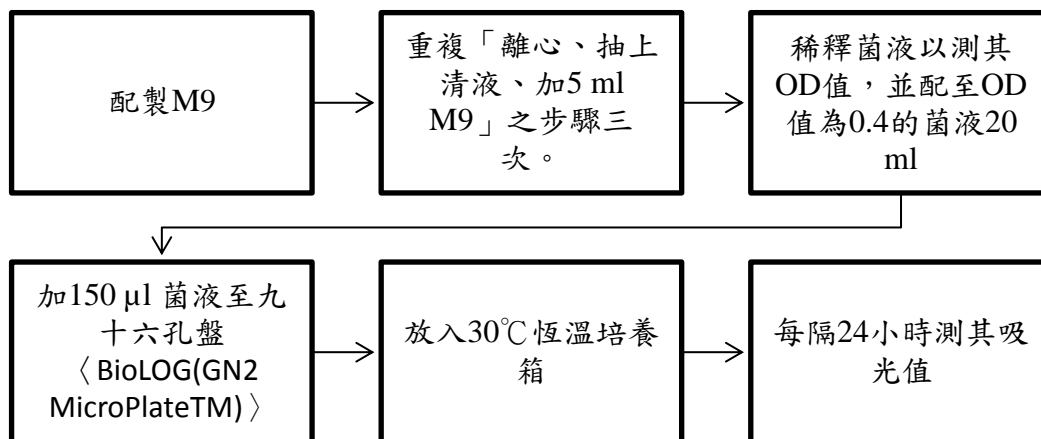 配製M9
重複「離心、抽上
清液、加5 ml
M9」之步驟三
次。
稀釋菌液以測其
OD值，並配至OD
值為0.4的菌液20
ml
加150 µl 菌液至九
十六孔盤
〈BioLOG(GN2
MicroPlateTM)〉
放入30℃恆溫培養
箱
每隔24小時測其吸
光值